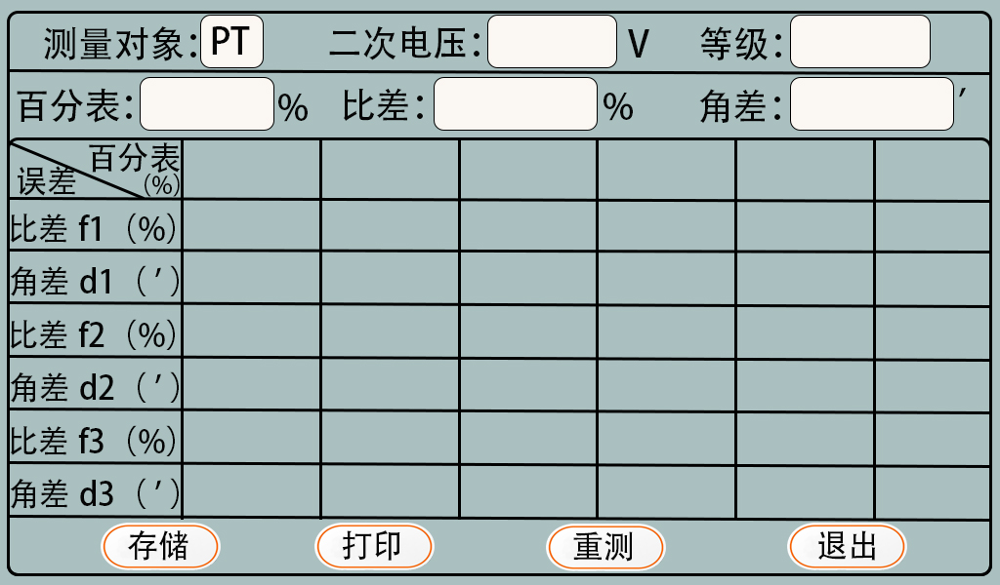 测量对象: PT 二次电压: V 等级:
百分表: % 比差: % 角差: ′
百分表
误差 (%)
比差 f1 (%)
角差 d1 (′)
比差 f2 (%)
角差 d2 (′)
比差 f3 (%)
角差 d3 (′)
存储 打印 重测 退出